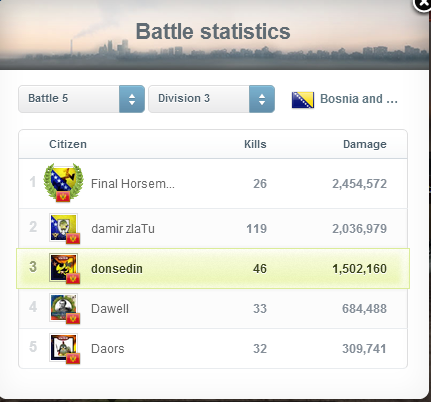 Battle statistics
Battle 5 Division 3 Bosnia and ...
Citizen Kills Damage
1 Final Horsem... 26 2,454,572
2 damir zlaTu 119 2,036,979
3 donsedin 46 1,502,160
4 Dawell 33 684,488
5 Daors 32 309,741